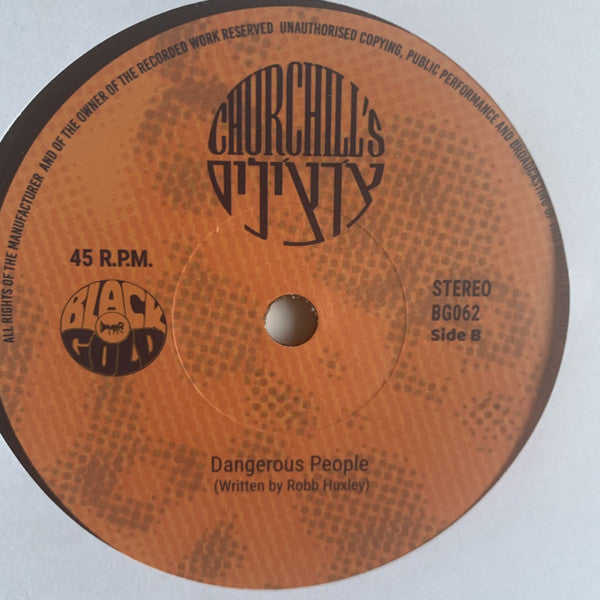 ALL RIGHTS OF THE MANUFACTURER AND OF THE OWNER OF THE RECORDED WORK RESERVED UNAUTHORISED COPYING, PUBLIC PERFORMANCE AND BROADCASTING OF
CHURCHILL'S
צ'רצ'ילים
45 R.P.M.
BLACK
GOLD
STEREO
BG062
Side B
Dangerous People
(Written by Robb Huxley)